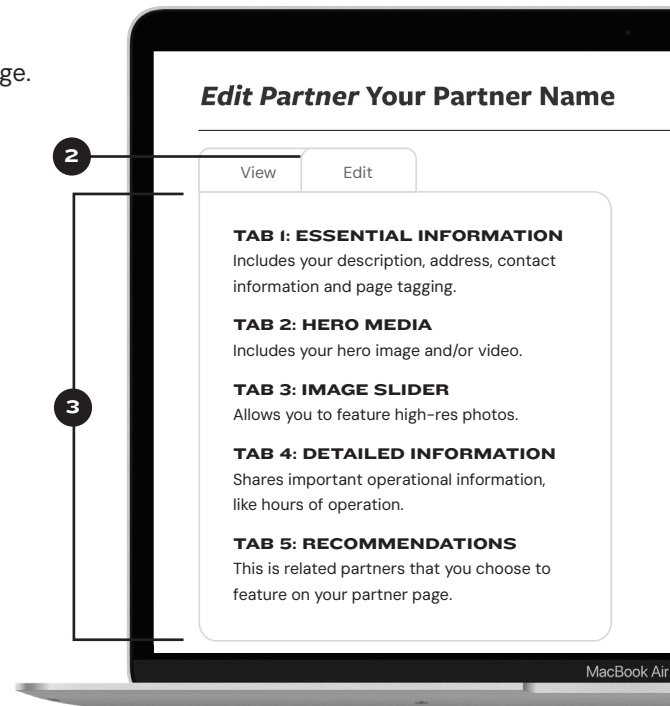 ge.
Edit Partner Your Partner Name
2
View
Edit
TAB 1: ESSENTIAL INFORMATION
Includes your description, address, contact
information and page tagging.
TAB 2: HERO MEDIA
Includes your hero image and/or video.
3
TAB 3: IMAGE SLIDER
Allows you to feature high-res photos.
TAB 4: DETAILED INFORMATION
Shares important operational information,
like hours of operation.
TAB 5: RECOMMENDATIONS
This is related partners that you choose to
feature on your partner page.
MacBook Air